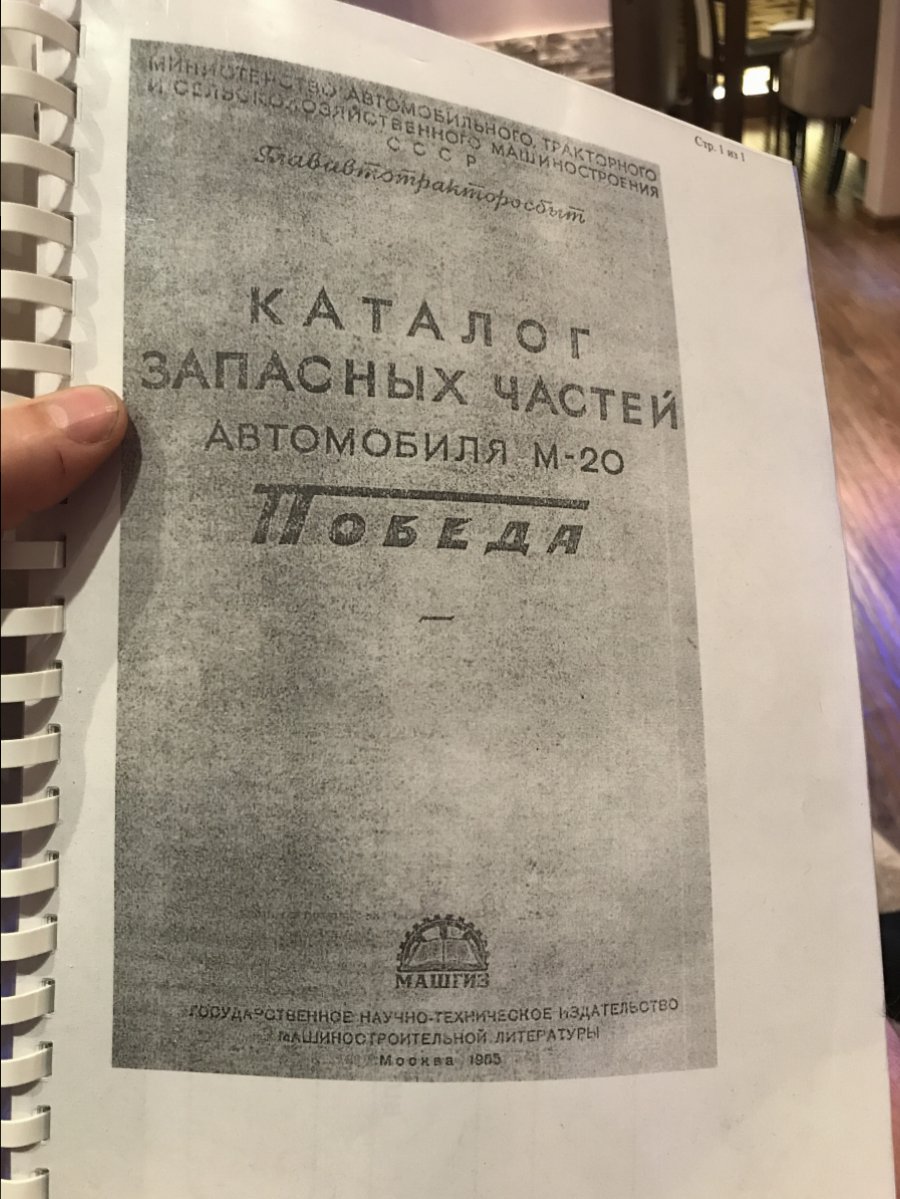 Стр. 1 из 1
МИНИСТЕРСТВО АВТОМОБИЛЬНОГО, ТРАКТОРНОГО
И СЕЛЬСКОХОЗЯЙСТВЕННОГО МАШИНОСТРОЕНИЯ
СССР
Глававтотракторосбыт
КАТАЛОГ
ЗАПАСНЫХ ЧАСТЕЙ
АВТОМОБИЛЯ М-20
ПОБЕДА
МАШГИЗ
ГОСУДАРСТВЕННОЕ НАУЧНО-ТЕХНИЧЕСКОЕ ИЗДАТЕЛЬСТВО
МАШИНОСТРОИТЕЛЬНОЙ ЛИТЕРАТУРЫ
Москва